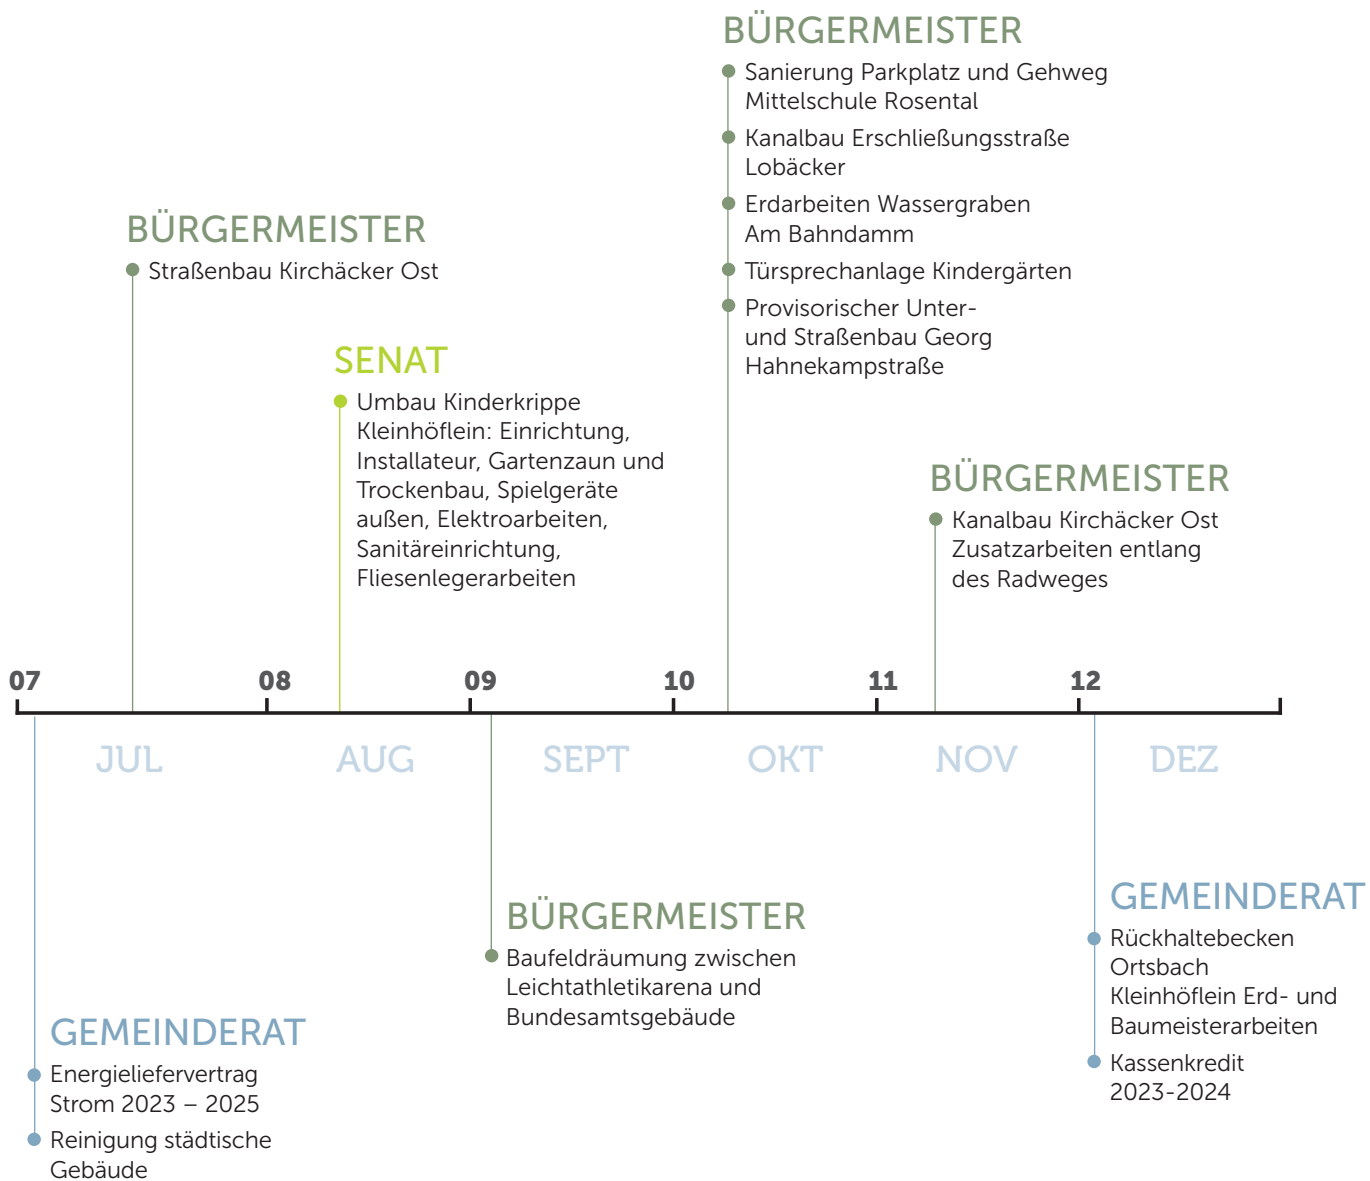 BÜRGERMEISTER
Sanierung Parkplatz und Gehweg
Mittelschule Rosental
Kanalbau Erschließungsstraße
Lobäcker
Erdarbeiten Wassergraben
Am Bahndamm
Türsprechanlage Kindergärten
Provisorischer Unter-
und Straßenbau Georg
Hahnekampstraße
BÜRGERMEISTER
Straßenbau Kirchäcker Ost
SENAT
Umbau Kinderkrippe
Kleinhöflein: Einrichtung,
Installateur, Gartenzaun und
Trockenbau, Spielgeräte
außen, Elektroarbeiten,
Sanitäreinrichtung,
Fliesenlegerarbeiten
BÜRGERMEISTER
Kanalbau Kirchäcker Ost
Zusatzarbeiten entlang
des Radweges
07 08 09 10 11 12
JUL AUG SEPT OKT NOV DEZ
GEMEINDERAT
Energieliefervertrag
Strom 2023 – 2025
Reinigung städtische
Gebäude
BÜRGERMEISTER
Baufeldräumung zwischen
Leichtathletikarena und
Bundesamtsgebäude
GEMEINDERAT
Rückhaltebecken
Ortsbach
Kleinhöflein Erd- und
Baumeisterarbeiten
Kassenkredit
2023-2024